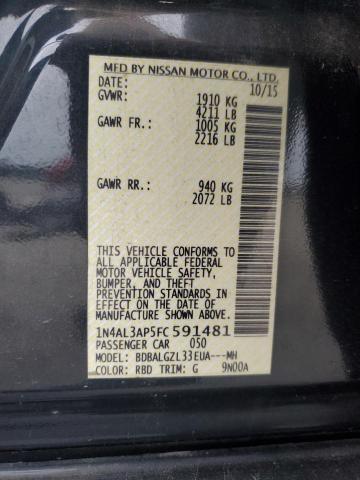 MFD BY NISSAN MOTOR CO., LTD.
DATE: 10/15
GVWR: 1910 KG
4211 LB
GAWR FR.: 1005 KG
2216 LB
GAWR RR.: 940 KG
2072 LB
THIS VEHICLE CONFORMS TO
ALL APPLICABLE FEDERAL
MOTOR VEHICLE SAFETY,
BUMPER, AND THEFT
PREVENTION STANDARDS
IN EFFECT ON THE DATE OF
MANUFACTURE SHOWN ABOVE.
1N4AL3AP5FC591481
PASSENGER CAR 050
MODEL: BDBALGZL33EUA---MH
COLOR: RBD TRIM: G 9N00A